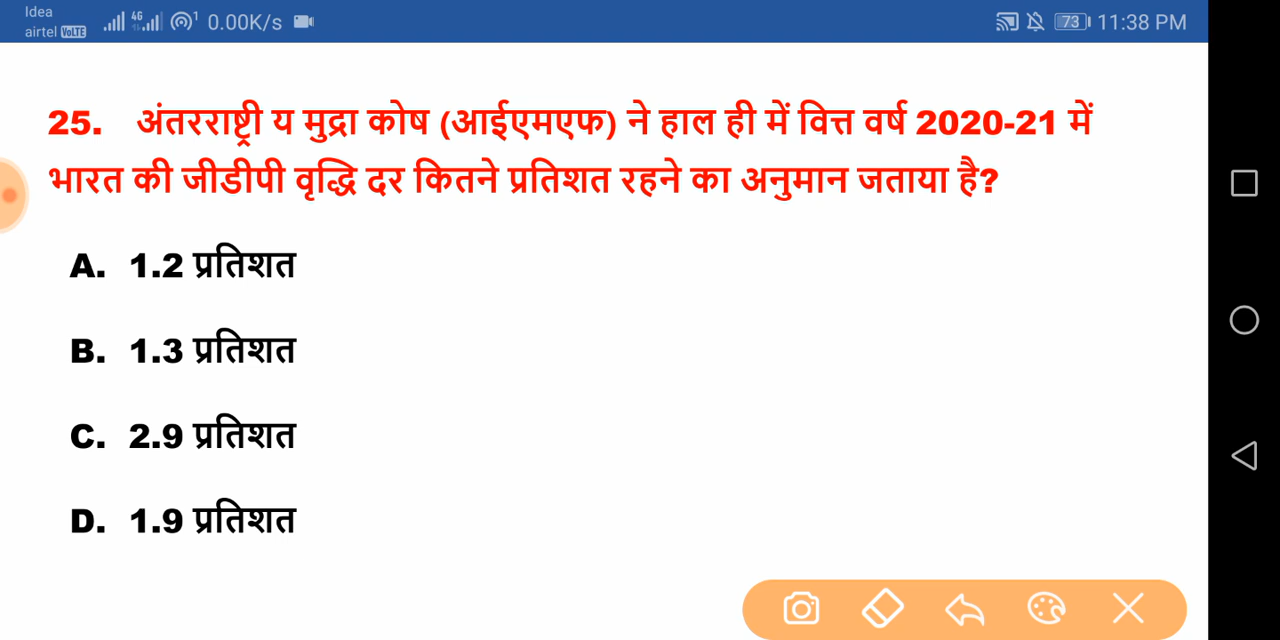 Idea
airtel VoLTE 4G 1 0.00K/s 73 11:38 PM
25. अंतरराष्ट्री य मुद्रा कोष (आईएमएफ) ने हाल ही में वित्त वर्ष 2020-21 में
भारत की जीडीपी वृद्धि दर कितने प्रतिशत रहने का अनुमान जताया है?
A. 1.2 प्रतिशत
B. 1.3 प्रतिशत
C. 2.9 प्रतिशत
D. 1.9 प्रतिशत